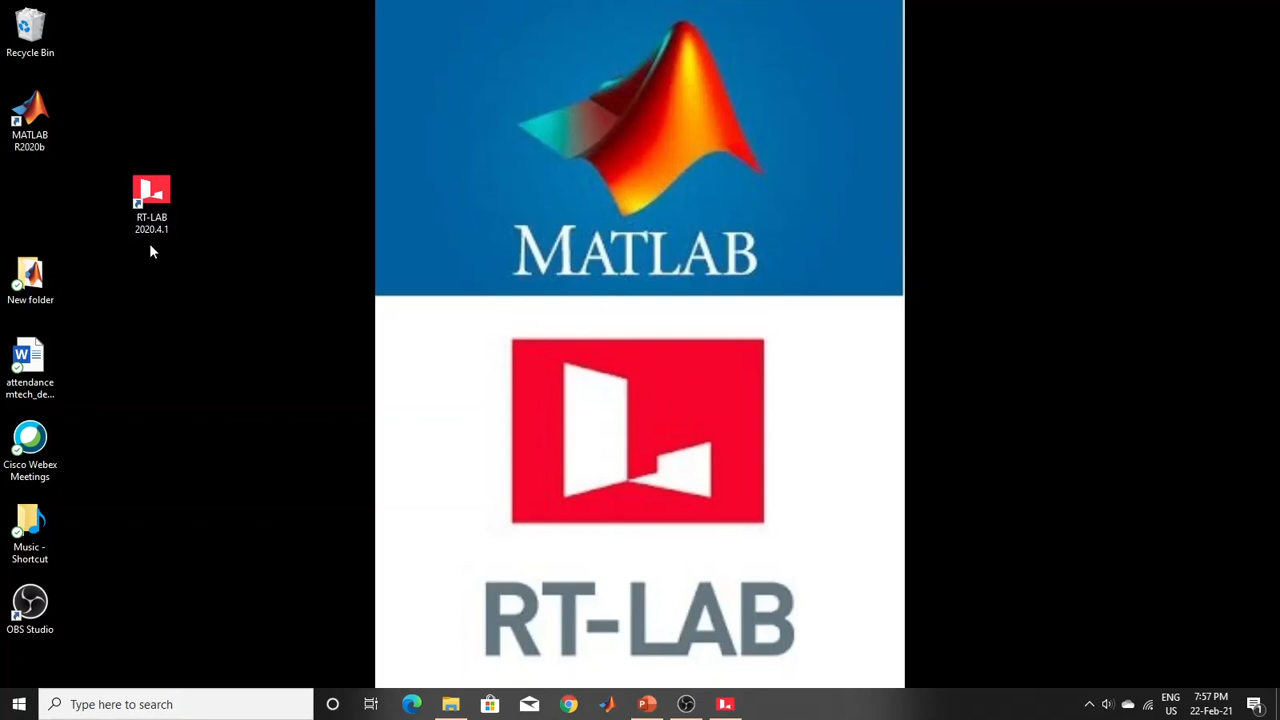 Recycle Bin
MATLAB
R2020b
RT-LAB
2020.4.1
New folder
attendance
mtech_de...
Cisco Webex
Meetings
Music -
Shortcut
OBS Studio
MATLAB
RT-LAB
Type here to search
ENG
US
7:57 PM
22-Feb-21
1